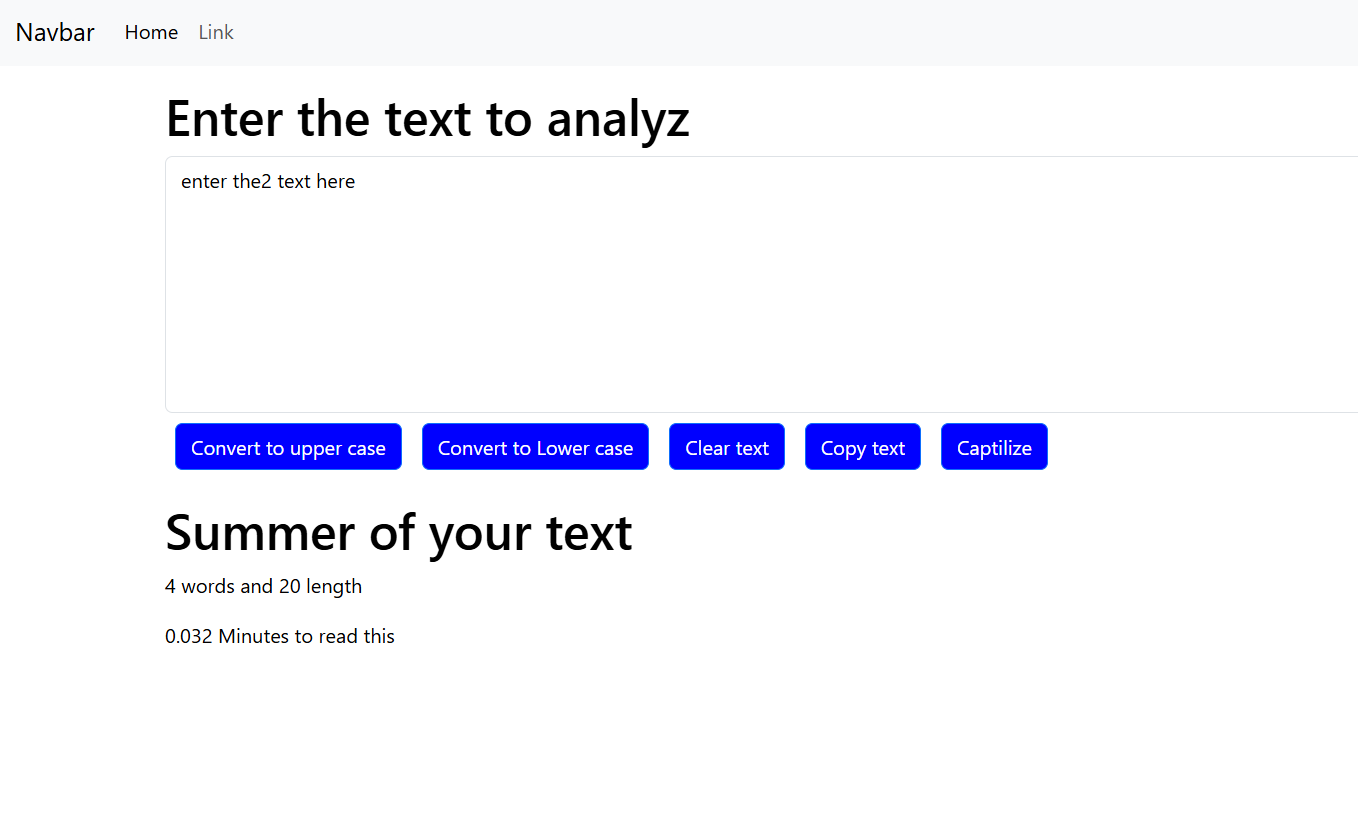 Navbar Home Link
Enter the text to analyz
enter the2 text here
Convert to upper case Convert to Lower case Clear text Copy text Captilize
Summer of your text
4 words and 20 length
0.032 Minutes to read this